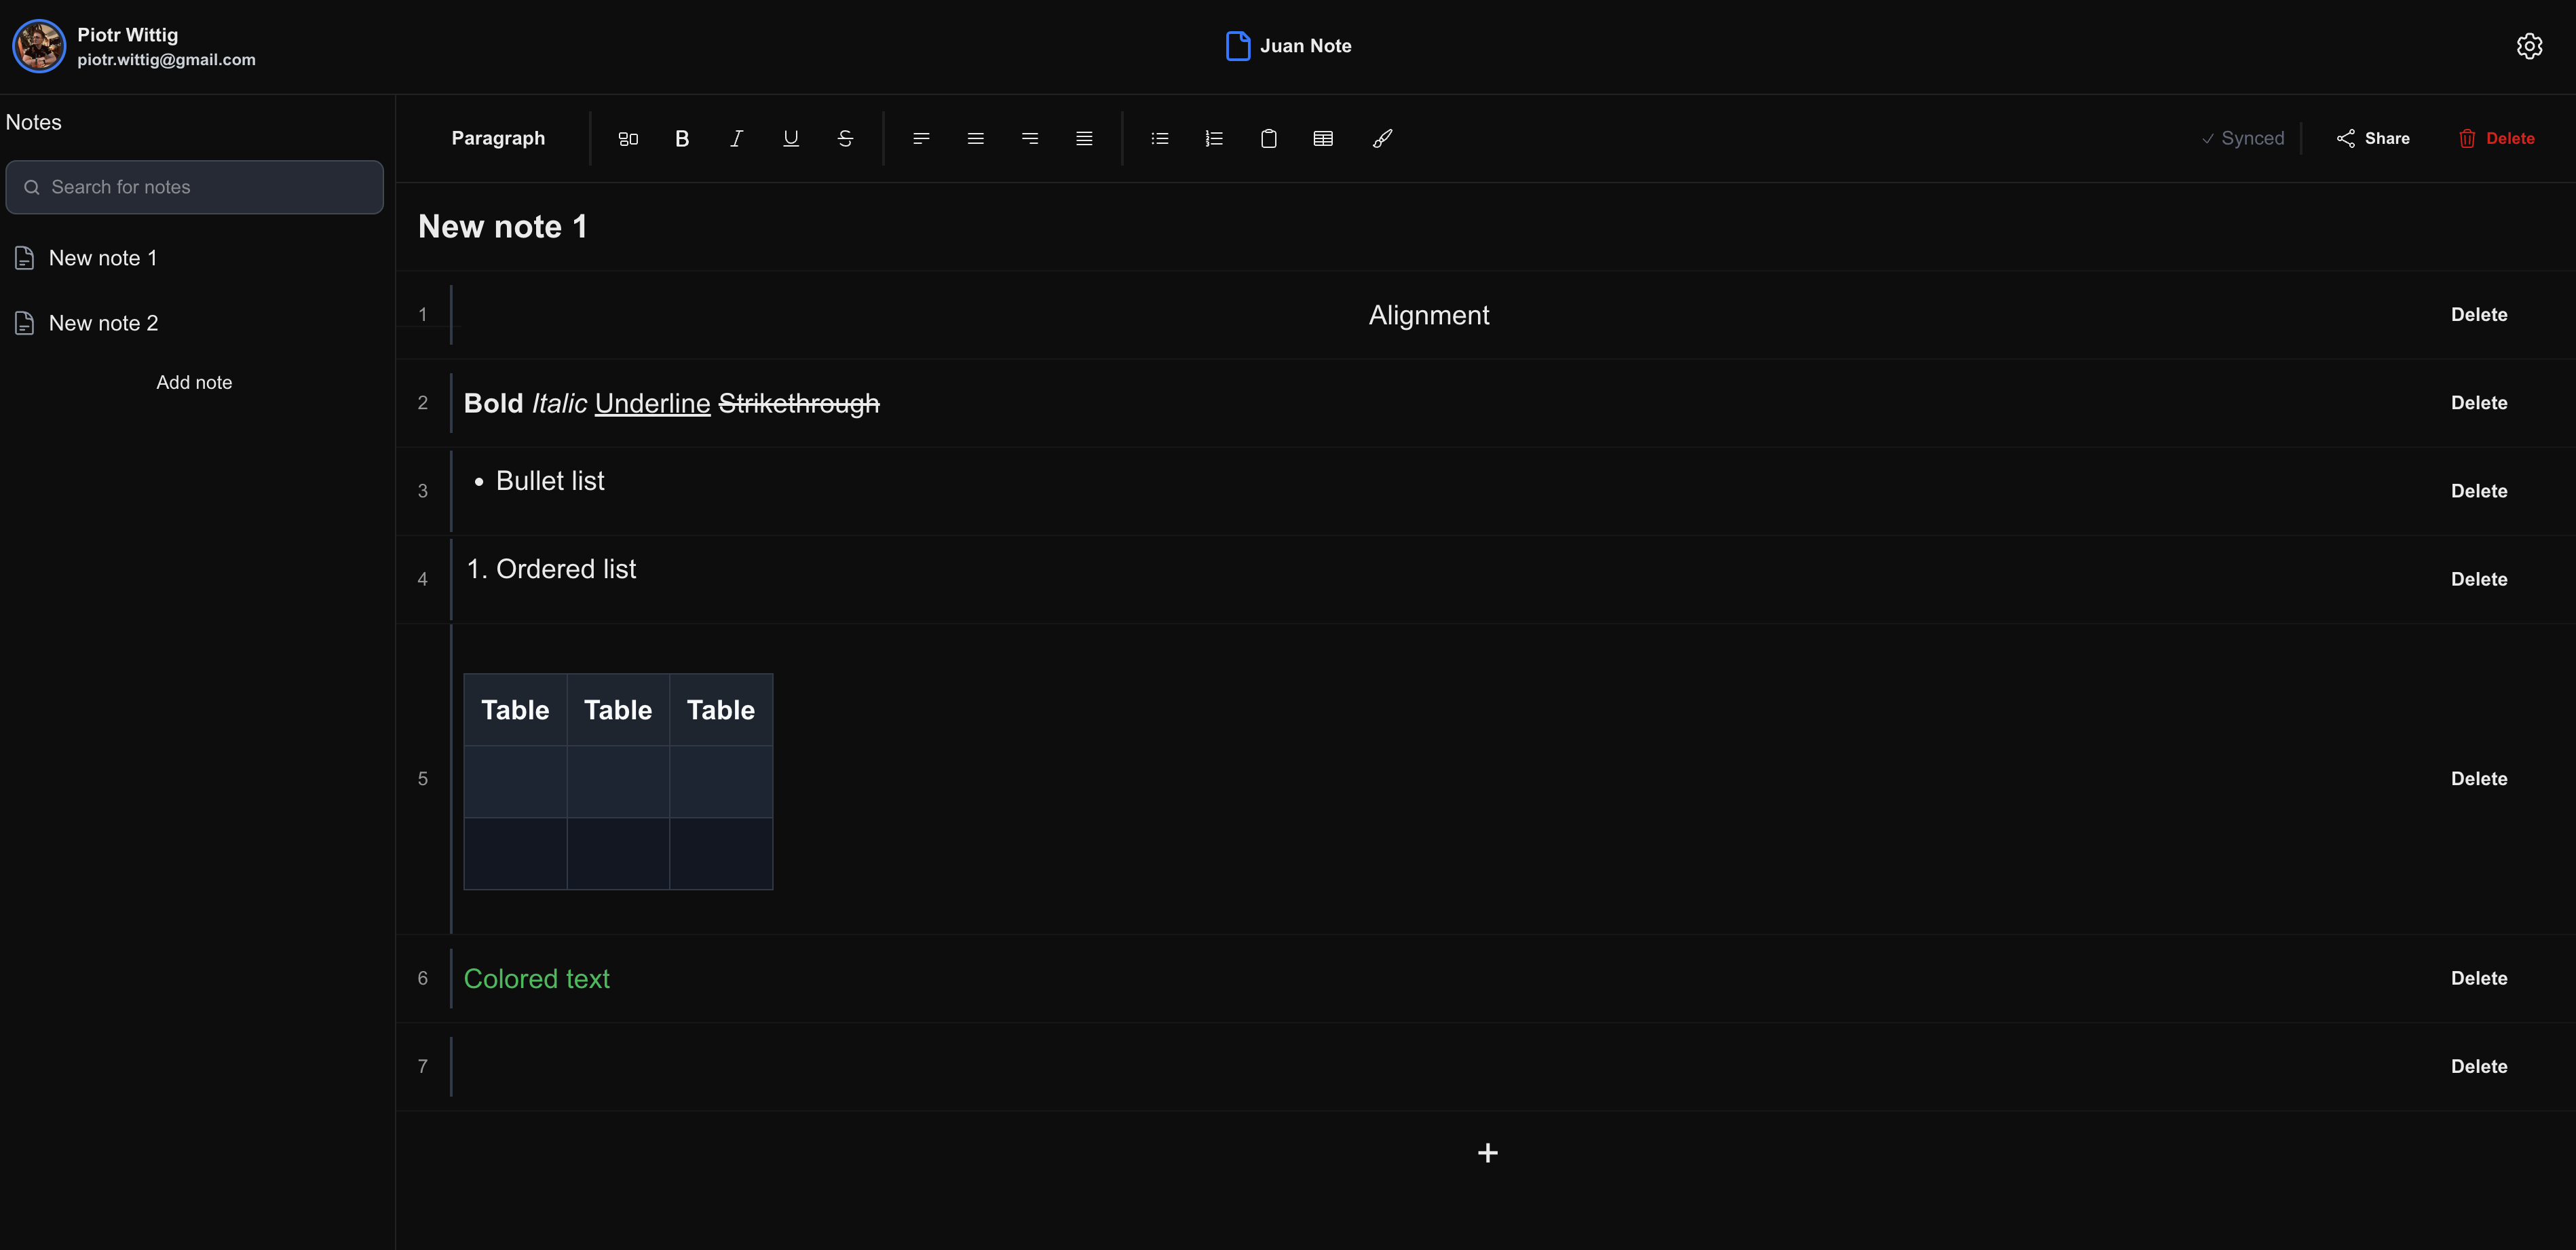 Piotr Wittig
piotr.wittig@gmail.com
Juan Note
Notes
Search for notes
New note 1
New note 2
Add note
Paragraph
B I U S
Synced
Share
Delete
New note 1
1 Alignment Delete
2 Bold Italic Underline Strikethrough Delete
3 • Bullet list Delete
4 1. Ordered list Delete
Table Table Table
5 Delete
6 Colored text Delete
7 Delete
+